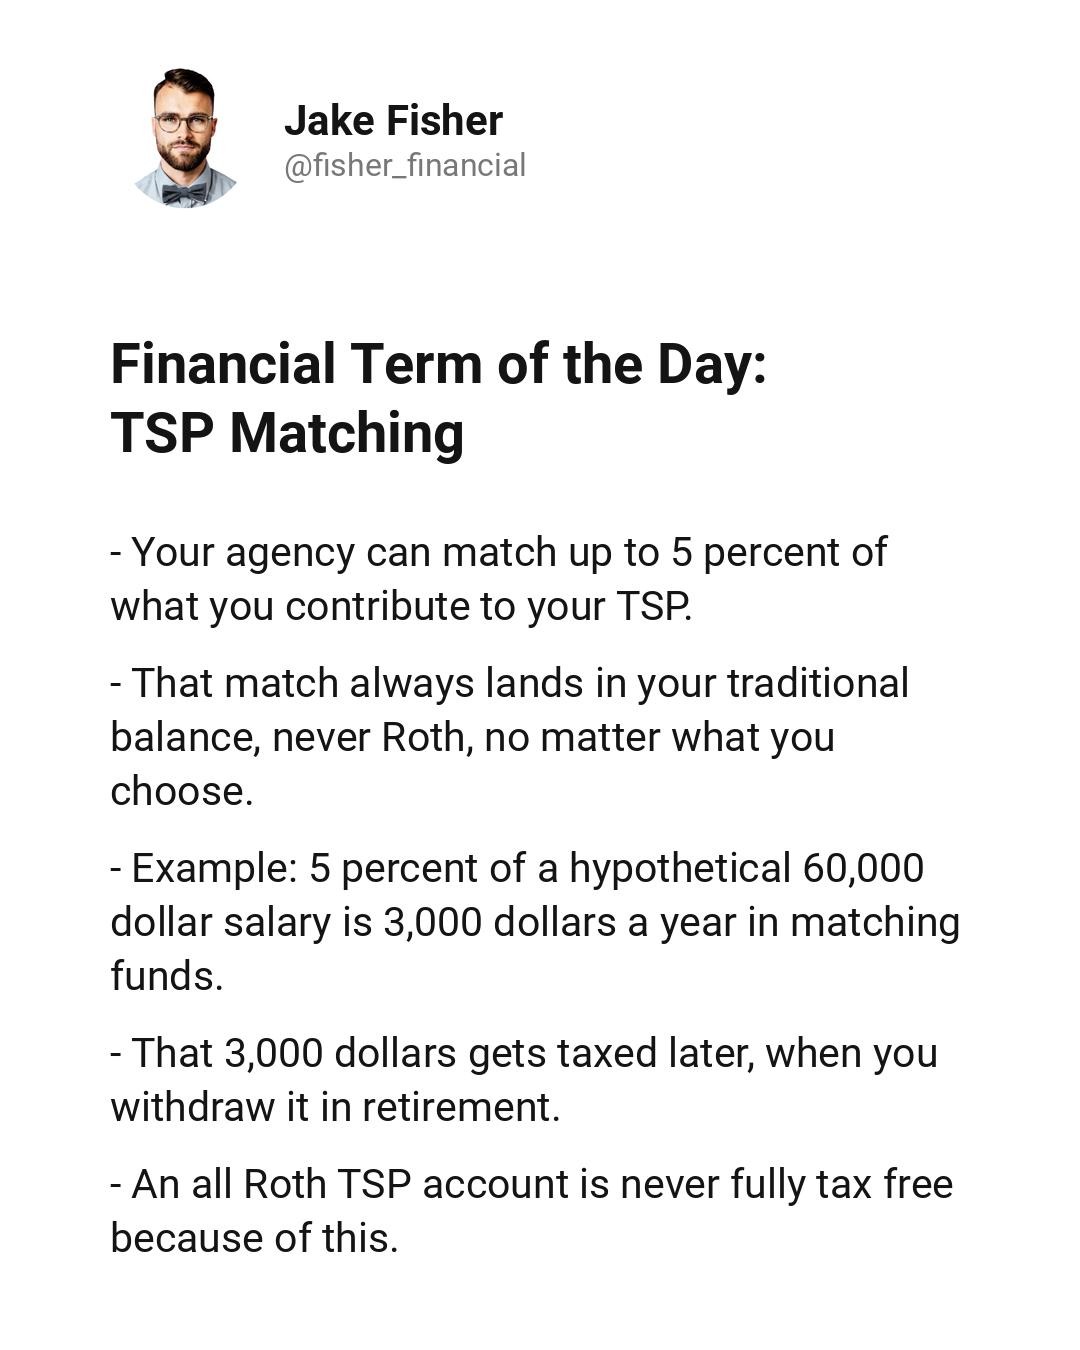 Jake Fisher
@fisher_financial
Financial Term of the Day:
TSP Matching
- Your agency can match up to 5 percent of
what you contribute to your TSP.
- That match always lands in your traditional
balance, never Roth, no matter what you
choose.
- Example: 5 percent of a hypothetical 60,000
dollar salary is 3,000 dollars a year in matching
funds.
- That 3,000 dollars gets taxed later, when you
withdraw it in retirement.
- An all Roth TSP account is never fully tax free
because of this.